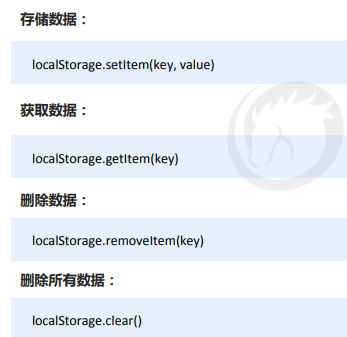 存储数据：
localStorage.setItem(key, value)
获取数据：
localStorage.getItem(key)
删除数据：
localStorage.removeItem(key)
删除所有数据：
localStorage.clear()